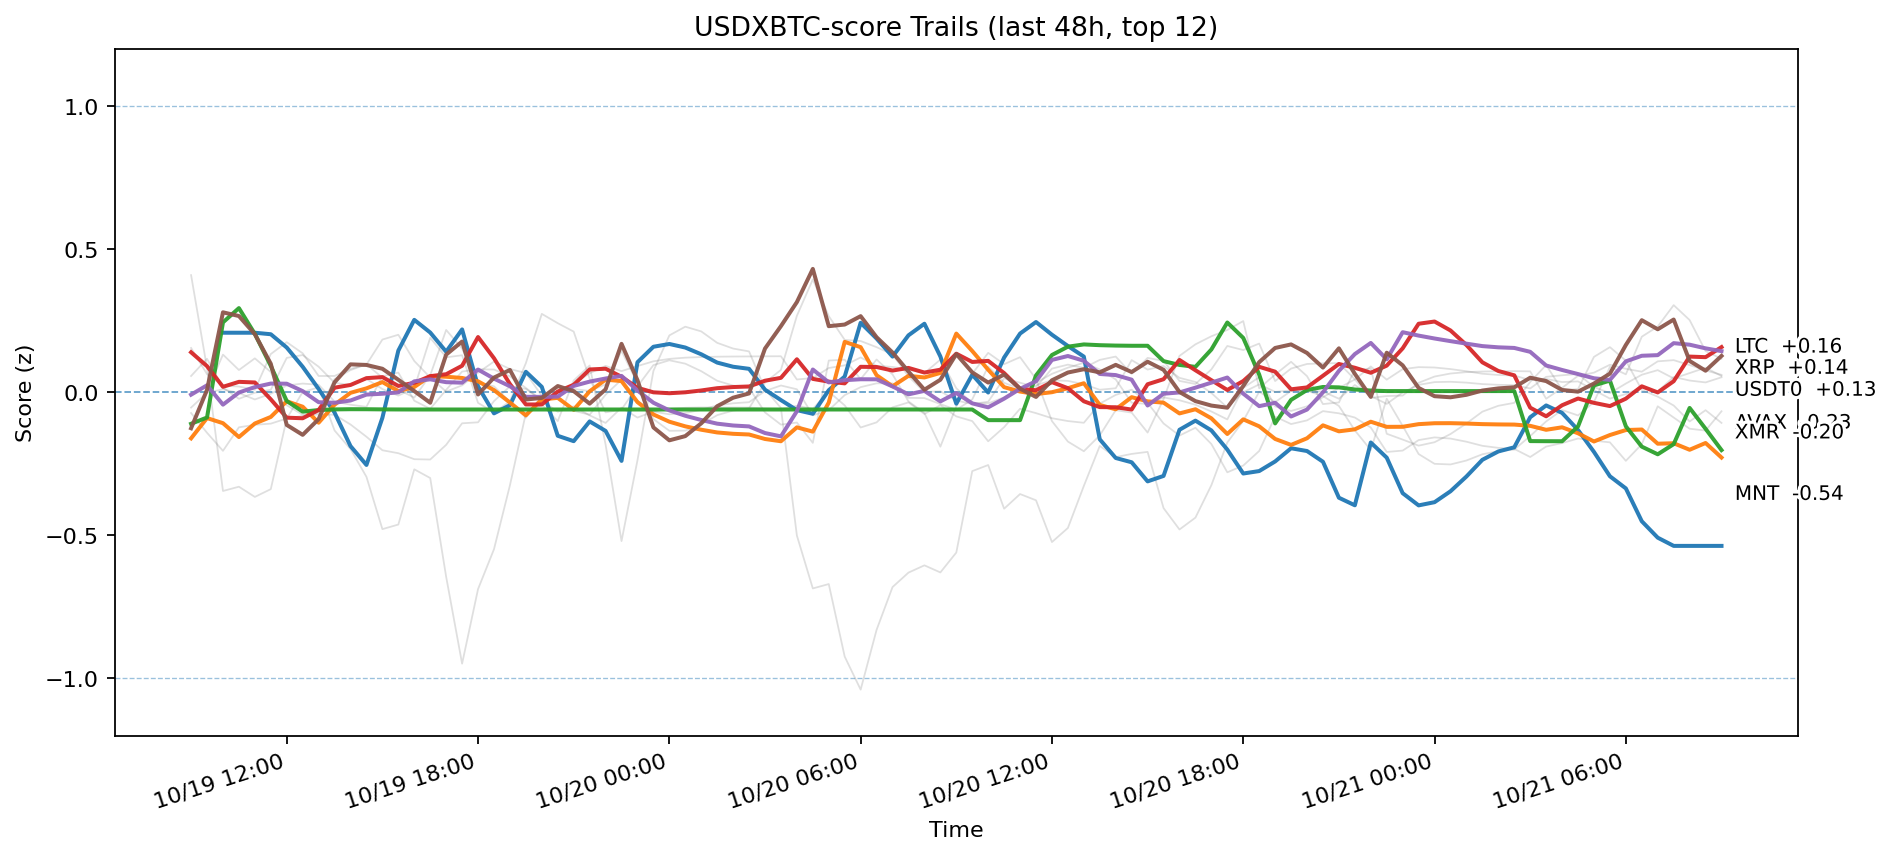 USDXBTC-score Trails (last 48h, top 12)
Score (z)
1.0
0.5
0.0
−0.5
−1.0
LTC +0.16
XRP +0.14
USDT0 +0.13
AVAX -0.23
XMR -0.20
MNT -0.54
10/19 12:00
10/19 18:00
10/20 00:00
10/20 06:00
10/20 12:00
10/20 18:00
10/21 00:00
10/21 06:00
Time